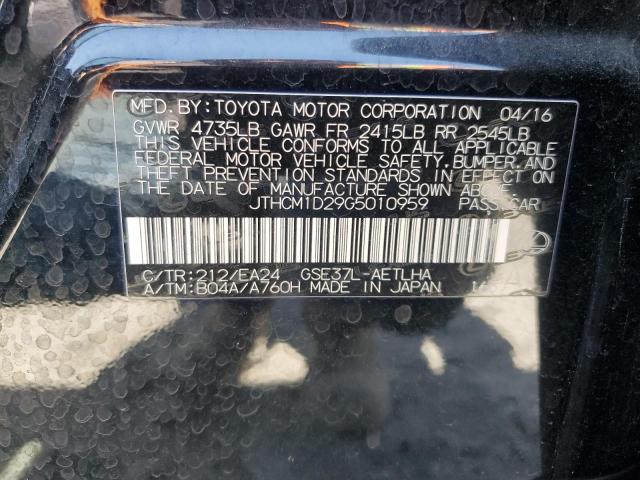 MFD. BY: TOYOTA MOTOR CORPORATION 04/16
GVWR 4735LB GAWR FR 2415LB RR 2545LB
THIS VEHICLE CONFORMS TO ALL APPLICABLE
FEDERAL MOTOR VEHICLE SAFETY, BUMPER, AND
THEFT PREVENTION STANDARDS IN EFFECT ON
THE DATE OF MANUFACTURE SHOWN ABOVE.
JTHCM1D29G5010959 PASS. CAR
C/TR: 212/EA24 GSE37L-AETLHA
A/TM: B04A/A760H MADE IN JAPAN